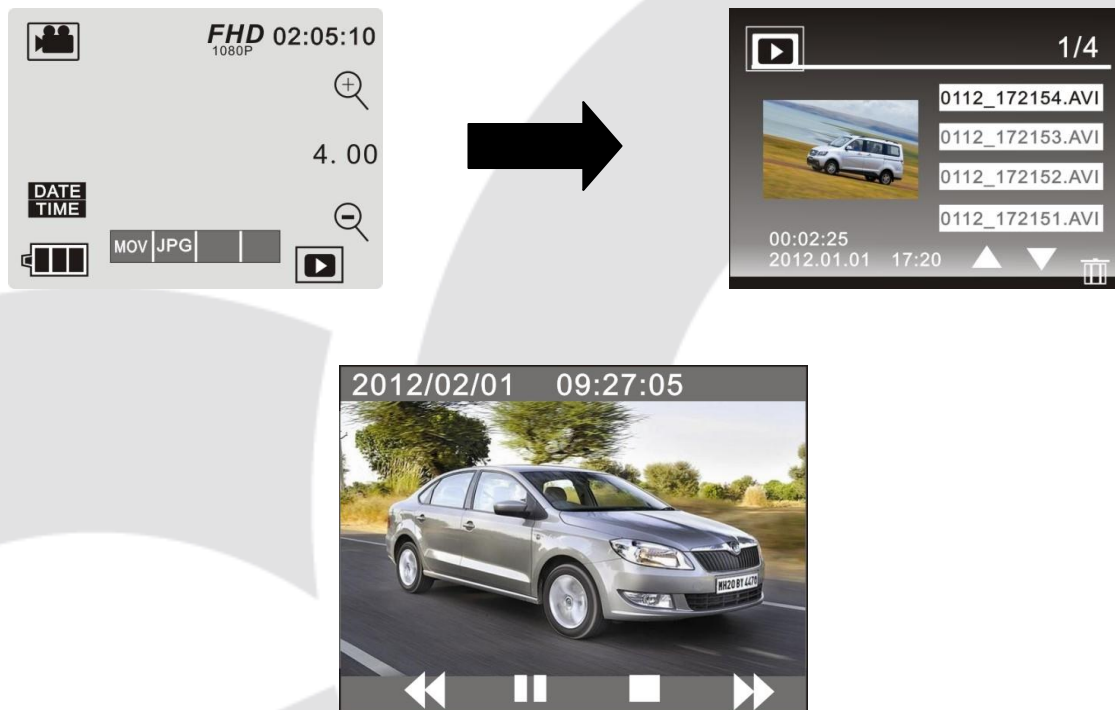 FHD 02:05:10
1080P
4.00
DATE
TIME
MOV JPG
1/4
0112_172154.AVI
0112_172153.AVI
0112_172152.AVI
0112_172151.AVI
00:02:25
2012.01.01 17:20
2012/02/01 09:27:05
MH20 BY 4476